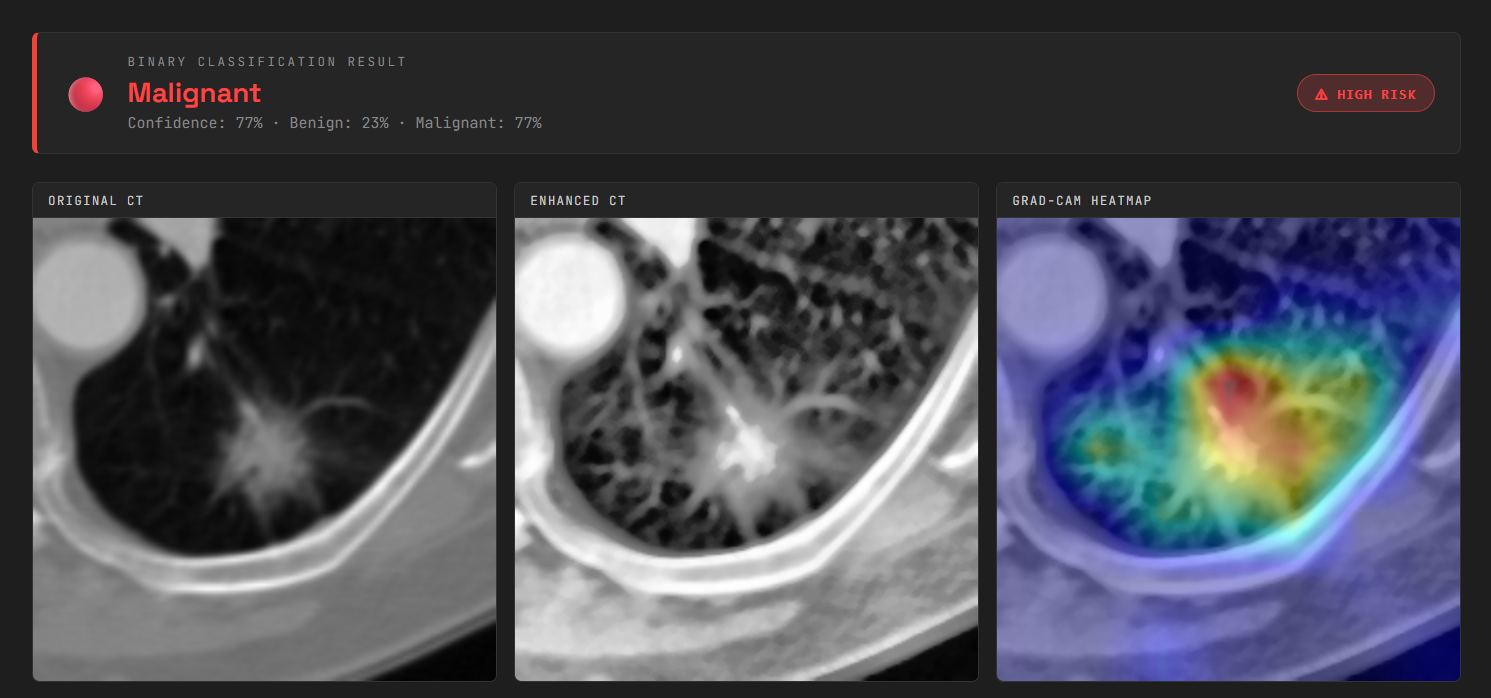 BINARY CLASSIFICATION RESULT
Malignant
Confidence: 77% · Benign: 23% · Malignant: 77%
⚠ HIGH RISK
ORIGINAL CT
ENHANCED CT
GRAD-CAM HEATMAP